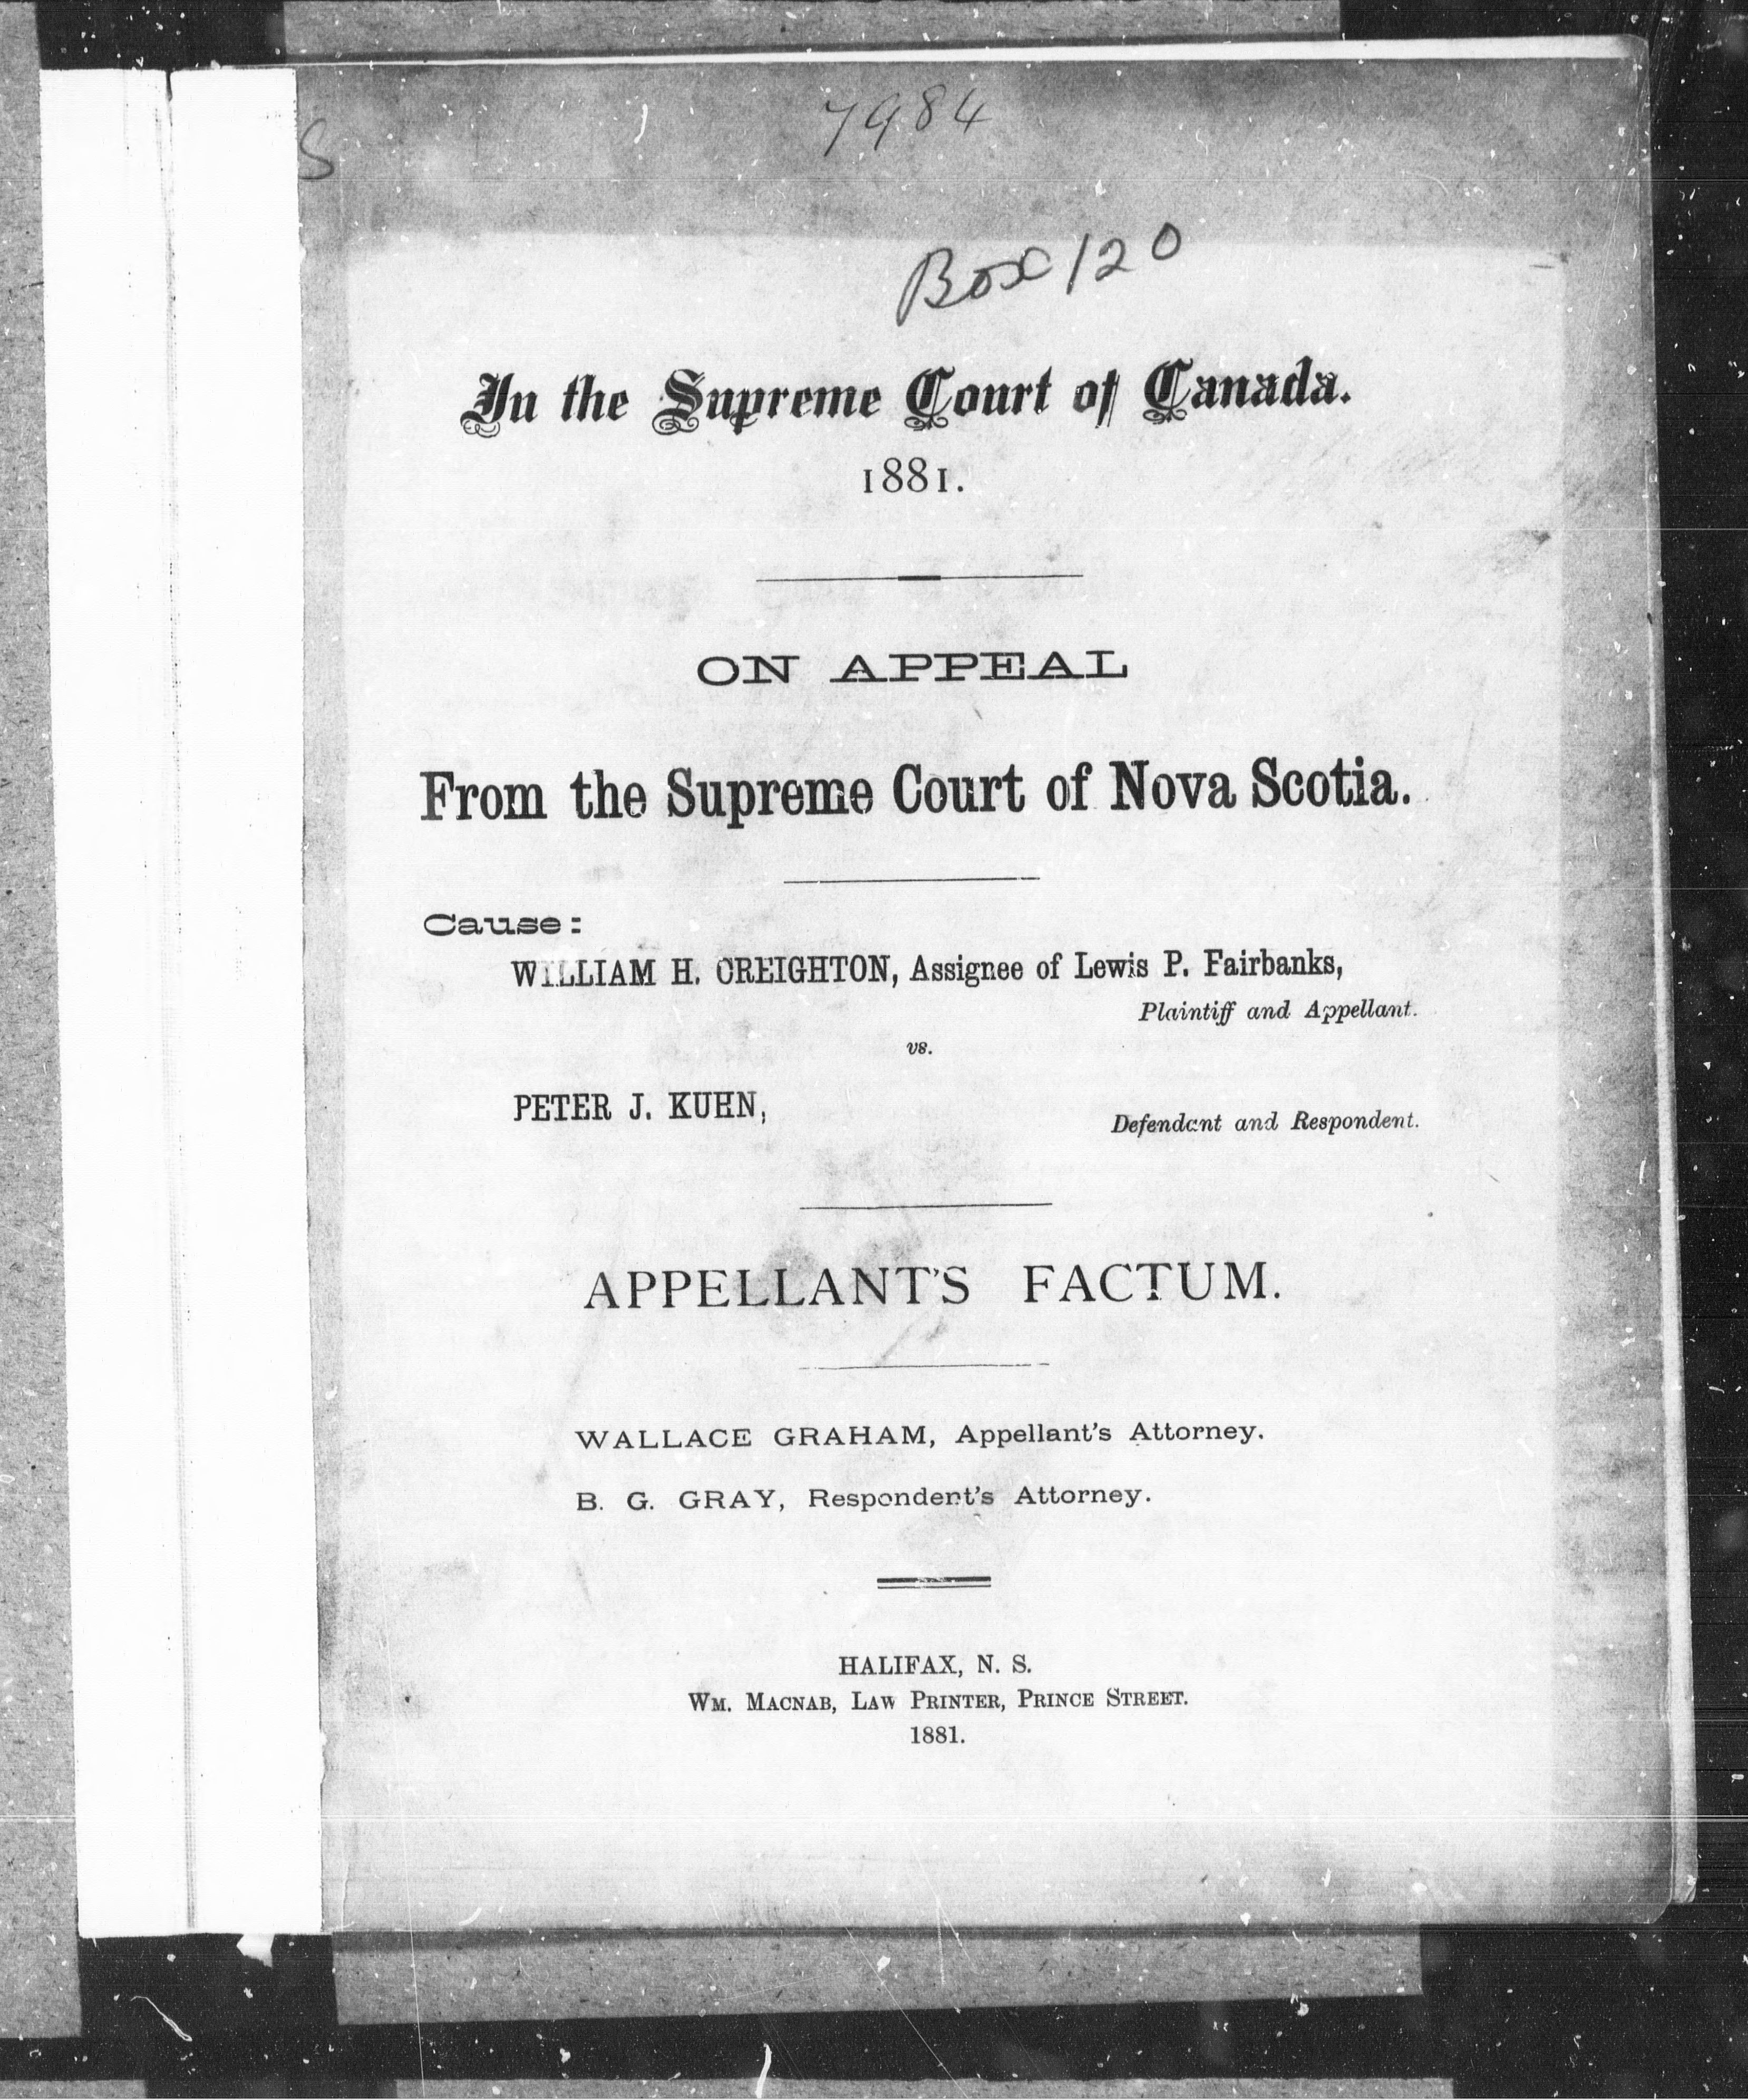 7984
S
Box 120
In the Supreme Court of Canada.
1881.
ON APPEAL
From the Supreme Court of Nova Scotia.
Cause:
WILLIAM H. CREIGHTON, Assignee of Lewis P. Fairbanks,
Plaintiff and Appellant.
vs.
PETER J. KUHN,
Defendant and Respondent.
APPELLANT'S FACTUM.
WALLACE GRAHAM, Appellant's Attorney.
B. G. GRAY, Respondent's Attorney.
HALIFAX, N. S.
WM. MACNAB, LAW PRINTER, PRINCE STREET.
1881.